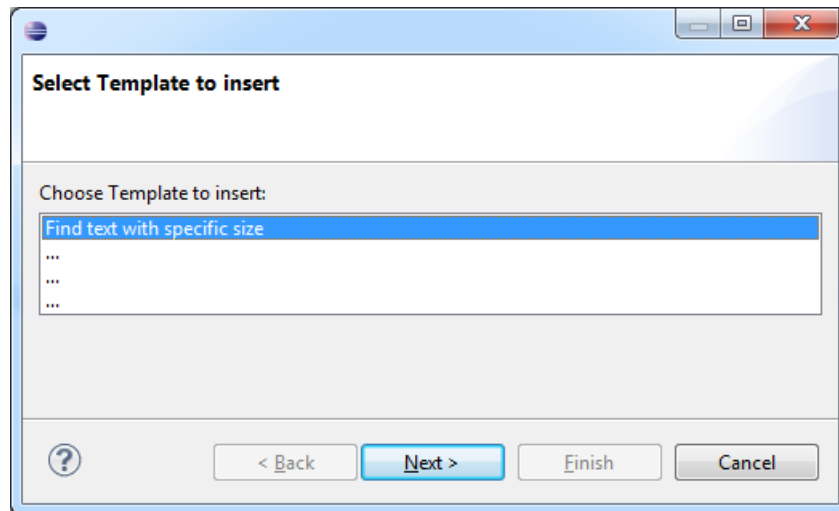 Select Template to insert
Choose Template to insert:
Find text with specific size
...
...
...
?
< Back
Next >
Finish
Cancel